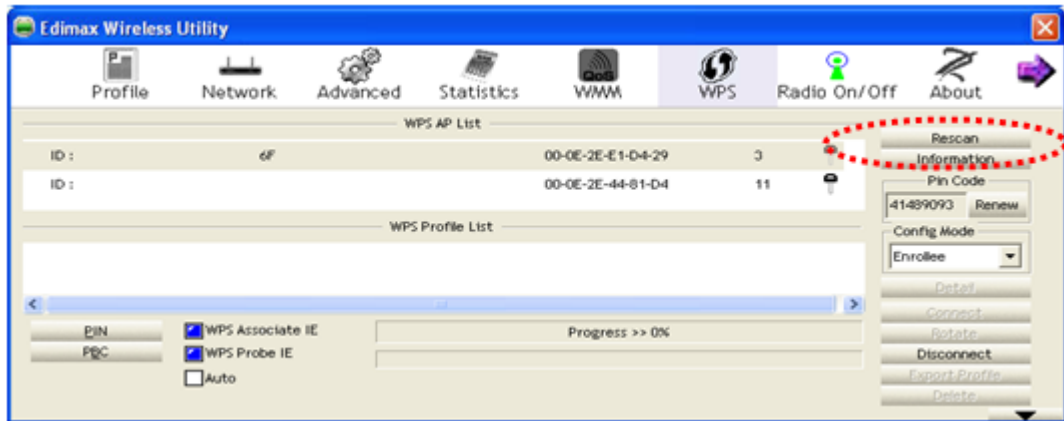 Edimax Wireless Utility
Profile Network Advanced Statistics QoS WMM WPS Radio On/Off About
WPS AP List
ID : 6F 00-0E-2E-E1-D4-29 3
ID : 00-0E-2E-44-81-D4 11
WPS Profile List
Rescan
Information
Pin Code
41489093 Renew
Config Mode
Enrollee
Detail
Connect
Rotate
Disconnect
Export Profile
Delete
PIN WPS Associate IE Progress >> 0%
PBC WPS Probe IE
Auto